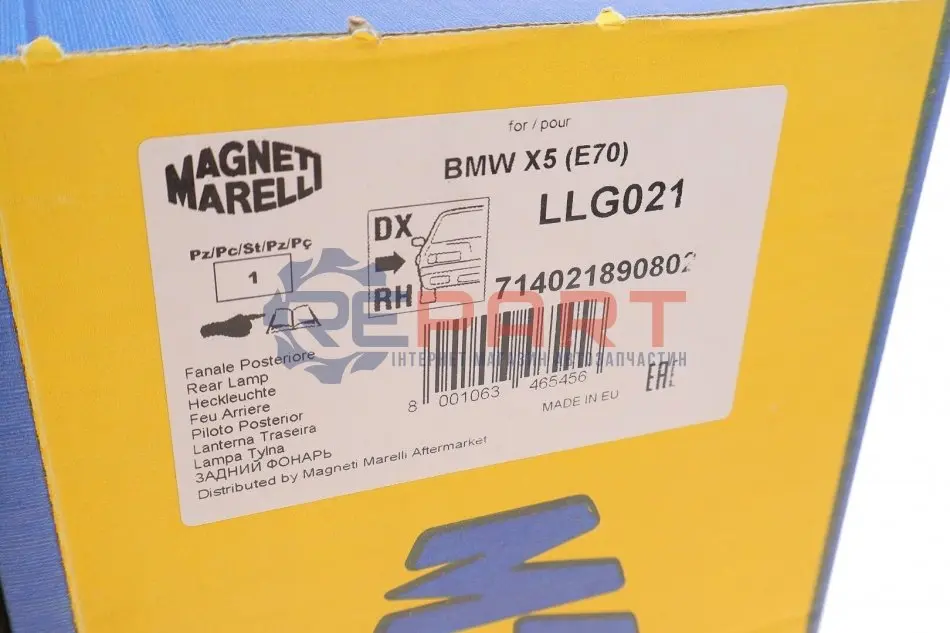 for / pour
BMW X5 (E70)
MAGNETI
MARELLI
LLG021
DX
RH
Pz/Pc/St/Pz/Pç
1
714021890802
REPART
ІНТЕРНЕТ МАГАЗИН АВТОЗАПЧАСТИН
Fanale Posteriore
Rear Lamp
Heckleuchte
Feu Arriere
Piloto Posterior
Lanterna Traseira
Lampa Tylna
ЗАДНИЙ ФОНАРЬ
Distributed by Magneti Marelli Aftermarket
8 001063 465456
MADE IN EU
EAC